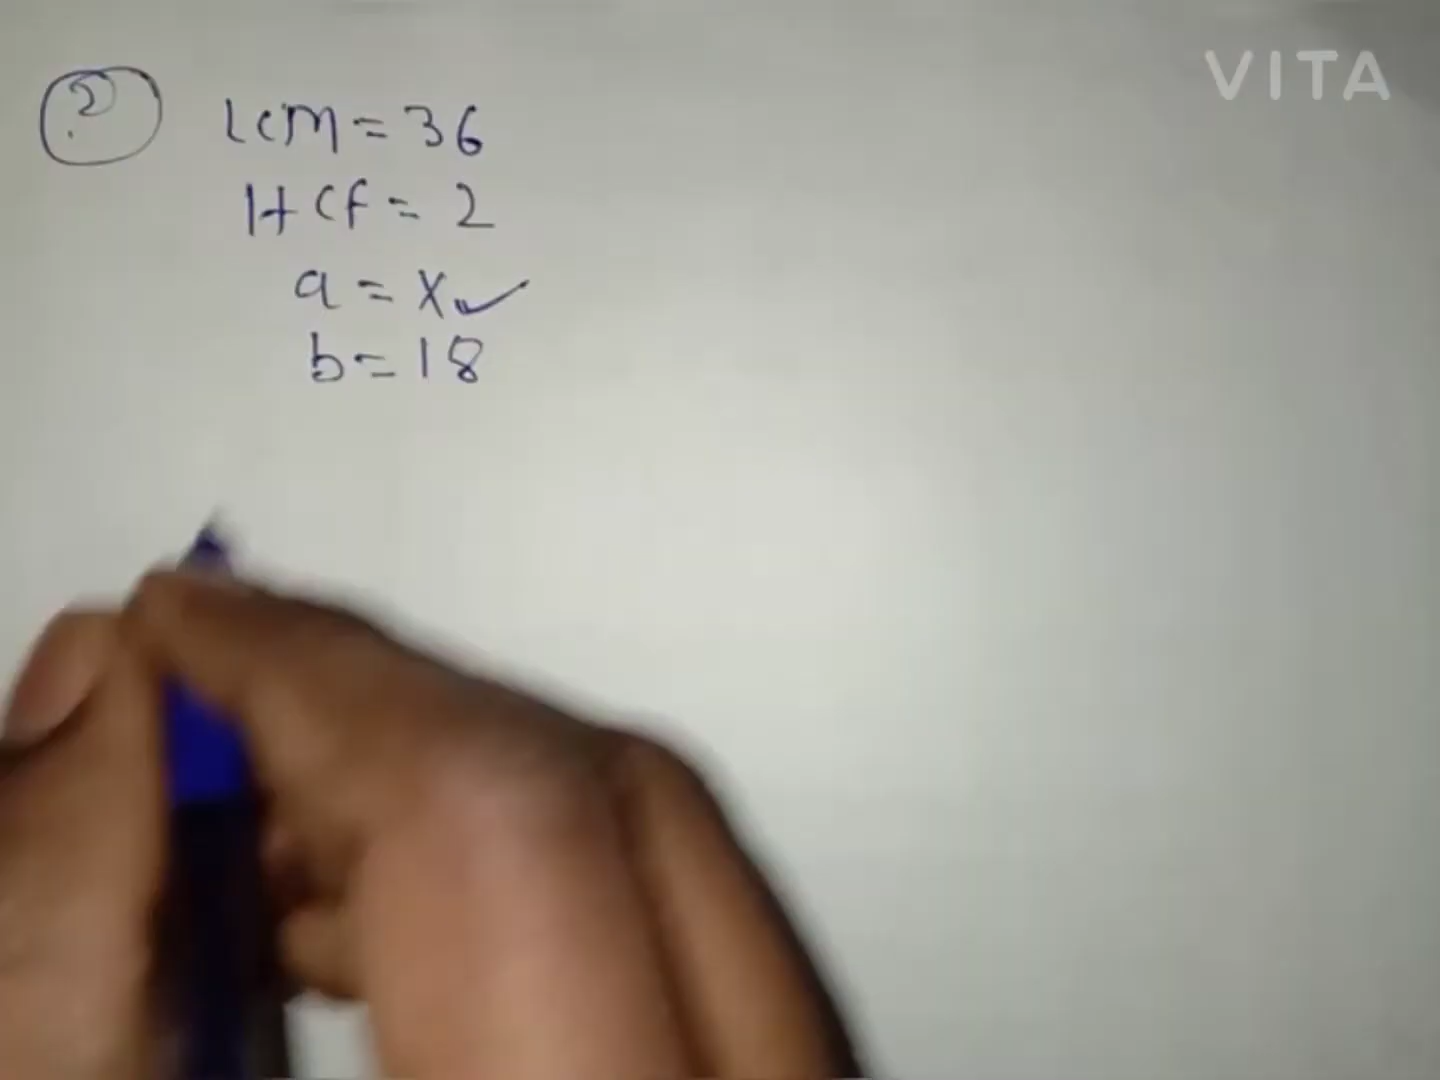 2 LCM = 36
HCF = 2
a = x ✓
b = 18
VITA